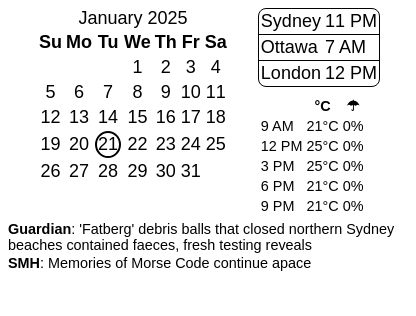 January 2025
Su Mo Tu We Th Fr Sa
1 2 3 4
5 6 7 8 9 10 11
12 13 14 15 16 17 18
19 20 21 22 23 24 25
26 27 28 29 30 31
Sydney 11 PM
Ottawa 7 AM
London 12 PM
°C ☂
9 AM 21°C 0%
12 PM 25°C 0%
3 PM 25°C 0%
6 PM 21°C 0%
9 PM 21°C 0%
Guardian: 'Fatberg' debris balls that closed northern Sydney
beaches contained faeces, fresh testing reveals
SMH: Memories of Morse Code continue apace